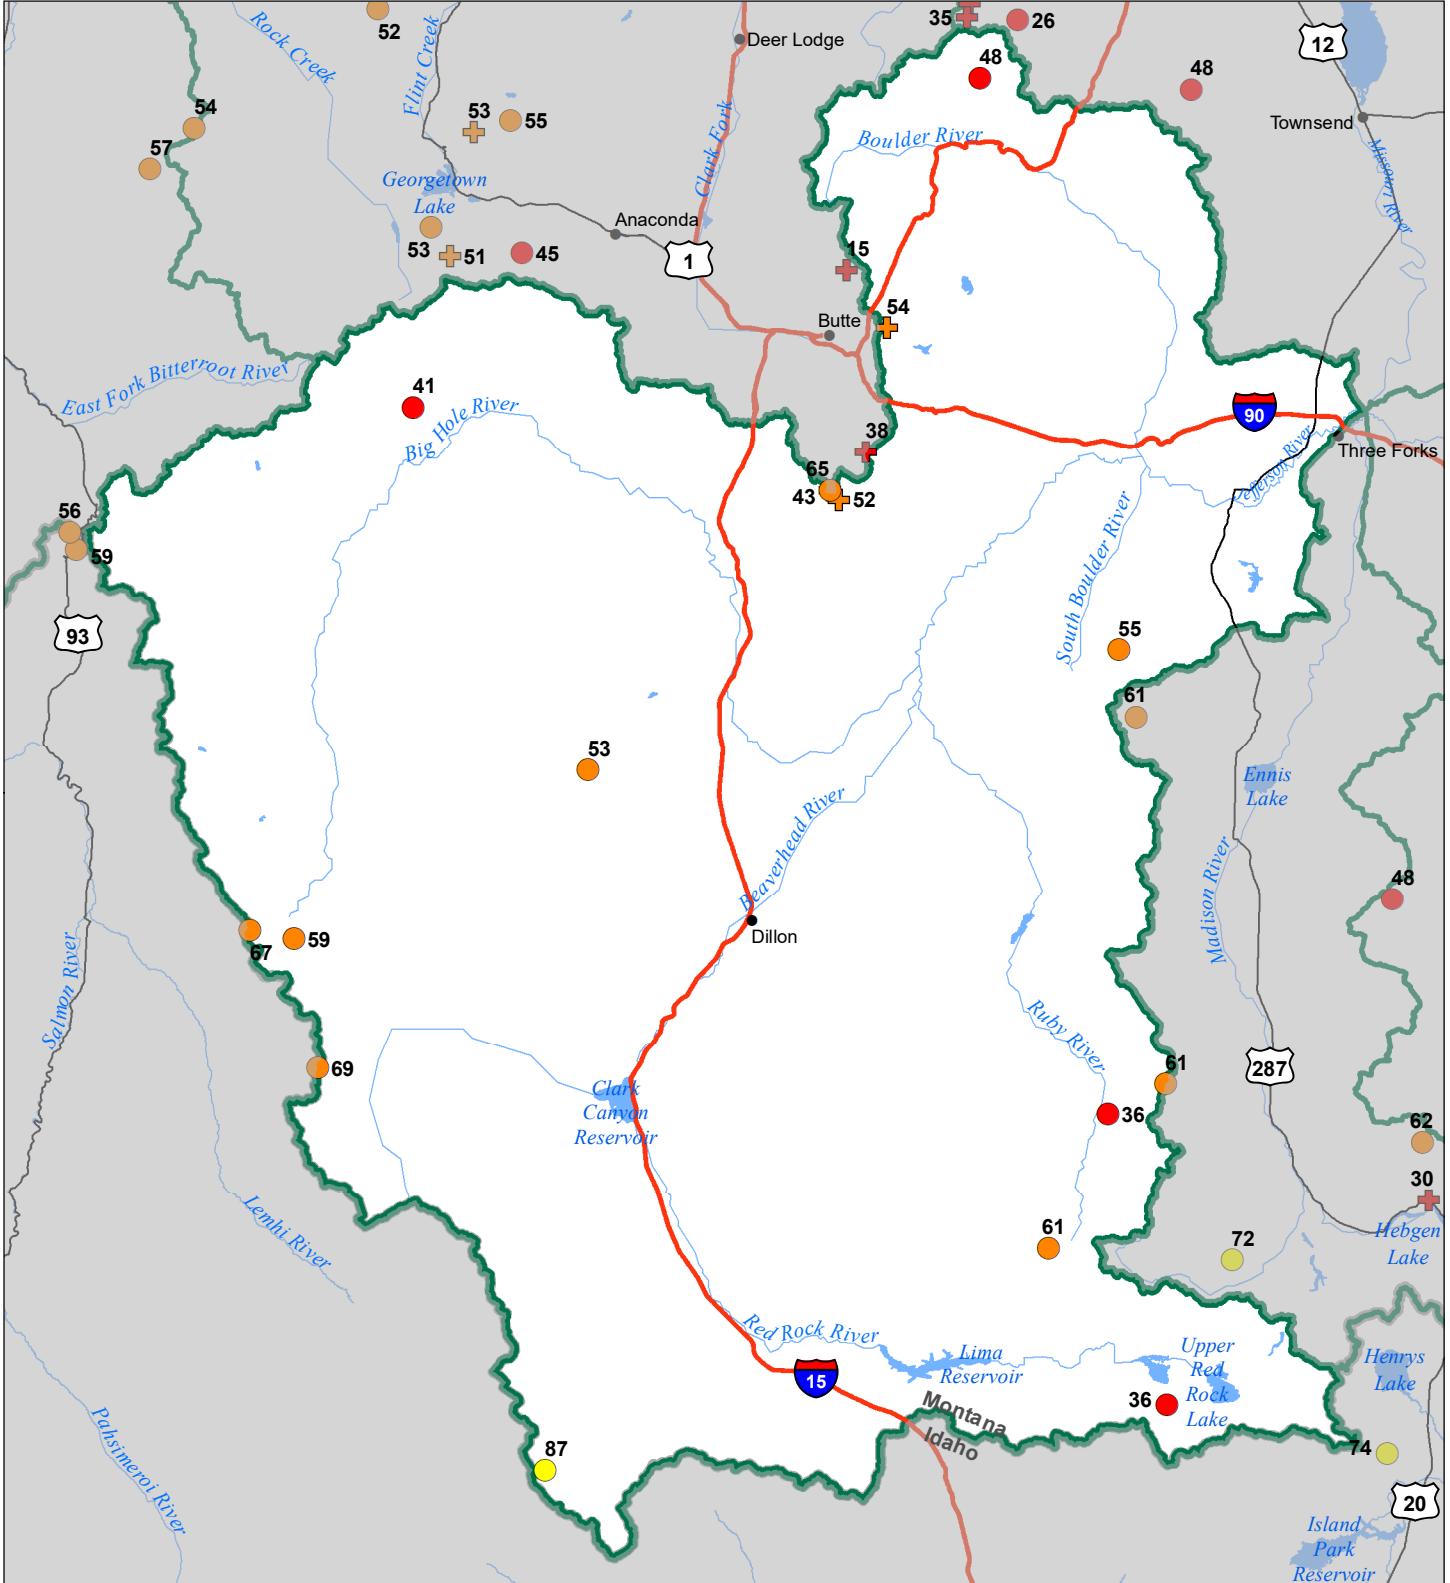 52
Rock Creek
Flint Creek
Deer Lodge
35
26
48
48
12
Townsend
Missouri River
54
57
53
55
Clark Fork
Boulder River
Georgetown
Lake
Anaconda
53
51
45
1
15
54
Butte
East Fork Bitterroot River
41
Big Hole River
38
90
Three Forks
Jefferson River
65
43
52
56
59
93
South Boulder River
55
61
53
Ennis
Lake
Beaverhead River
Madison River
48
Dillon
67
59
Salmon River
Ruby River
69
Clark
Canyon
Reservoir
61
287
36
62
30
Hebgen
Lake
Lemhi River
61
72
Red Rock River
Lima
Reservoir
Upper
Red
Rock
Lake
Henrys
Lake
15
36
Montana
Idaho
Pahsimeroi River
87
74
20
Island
Park
Reservoir